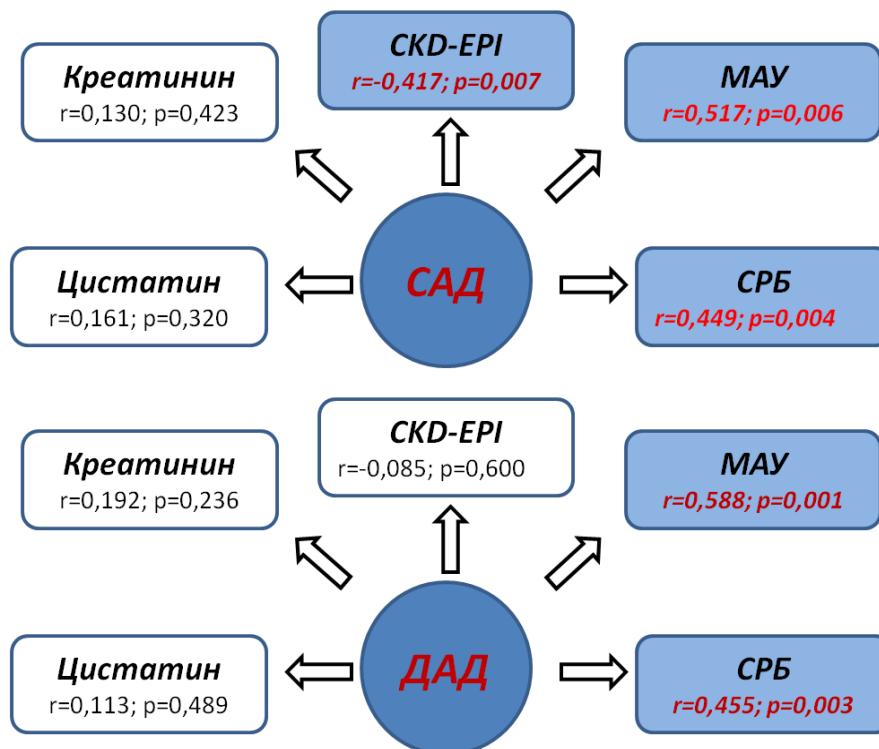 CKD-EPI
r=-0,417; p=0,007
Креатинин
r=0,130; p=0,423
МАУ
r=0,517; p=0,006
САД
Цистатин
r=0,161; p=0,320
СРБ
r=0,449; p=0,004
CKD-EPI
r=-0,085; p=0,600
Креатинин
r=0,192; p=0,236
МАУ
r=0,588; p=0,001
ДАД
Цистатин
r=0,113; p=0,489
СРБ
r=0,455; p=0,003